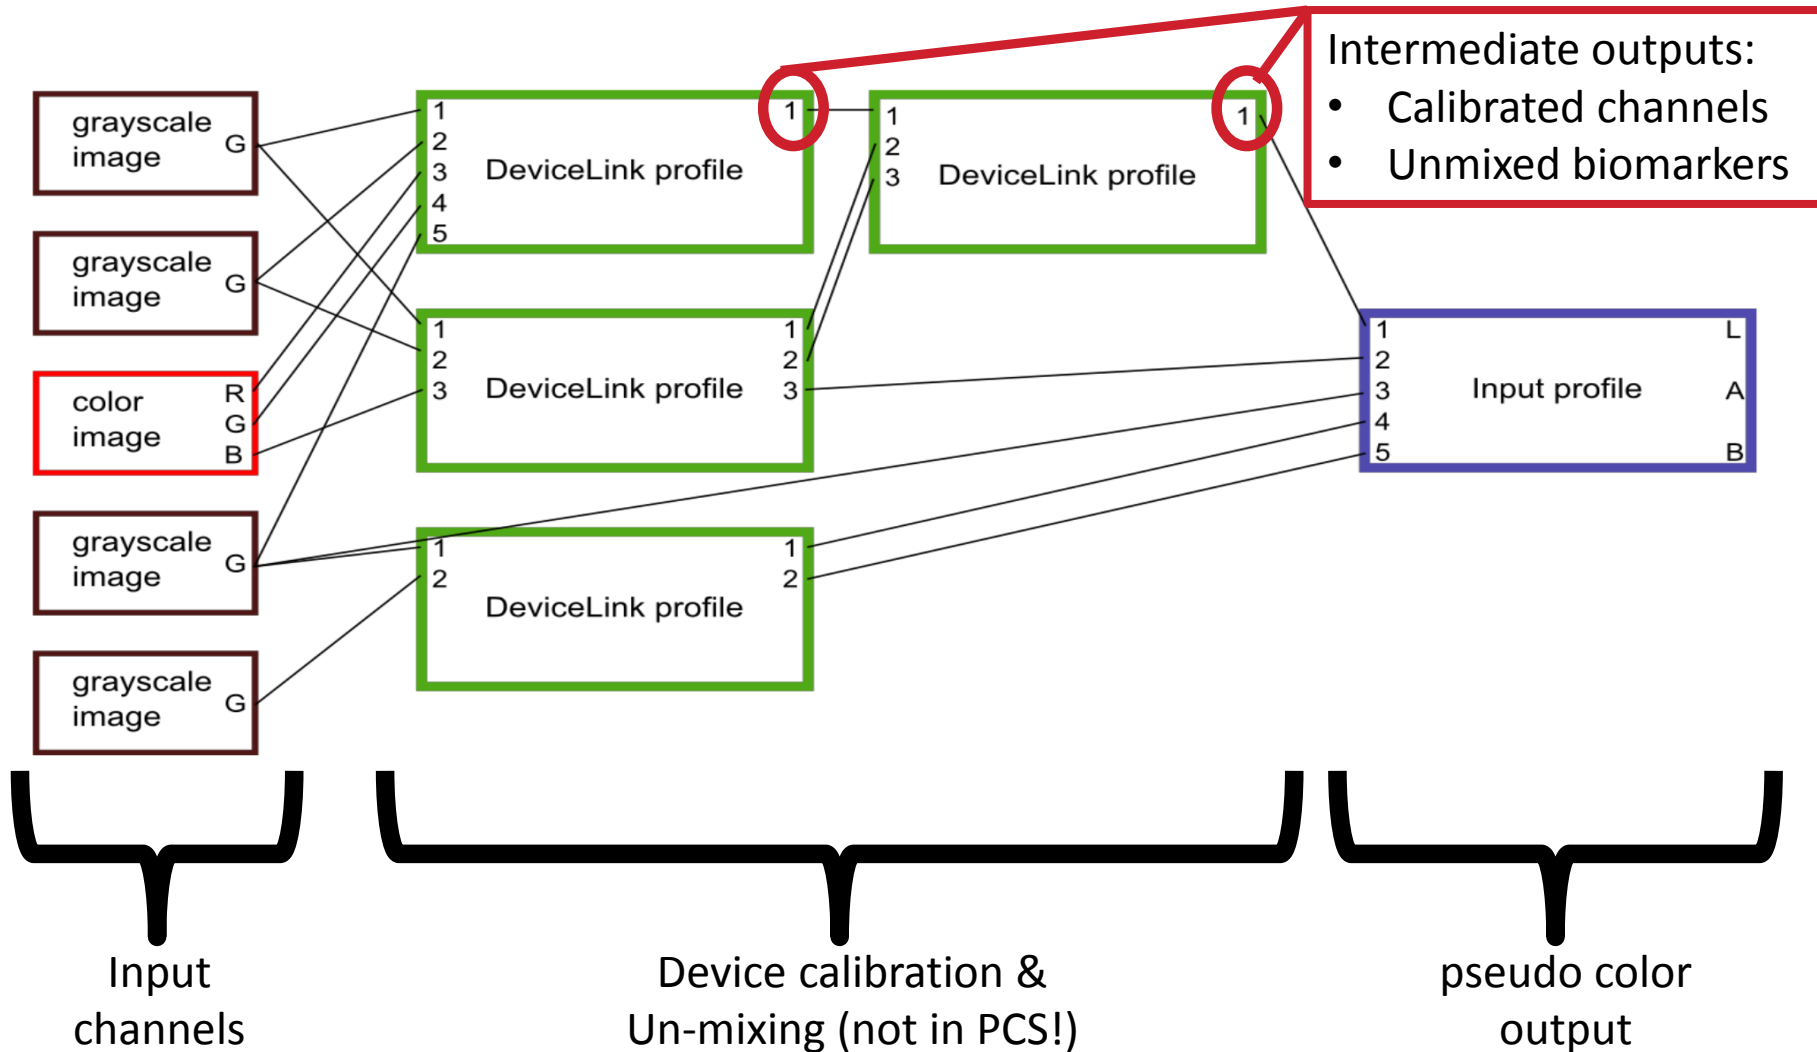 Intermediate outputs:
• Calibrated channels
• Unmixed biomarkers
grayscale
image
G
grayscale
image
G
color
image
R
G
B
grayscale
image
G
grayscale
image
G
1
2
3
4
5
DeviceLink profile
1
1
2
3
DeviceLink profile
1
1
2
3
DeviceLink profile
1
2
3
1
2
DeviceLink profile
1
2
1
2
3
4
5
Input profile
L
A
B
Input
channels
Device calibration &
Un-mixing (not in PCS!)
pseudo color
output